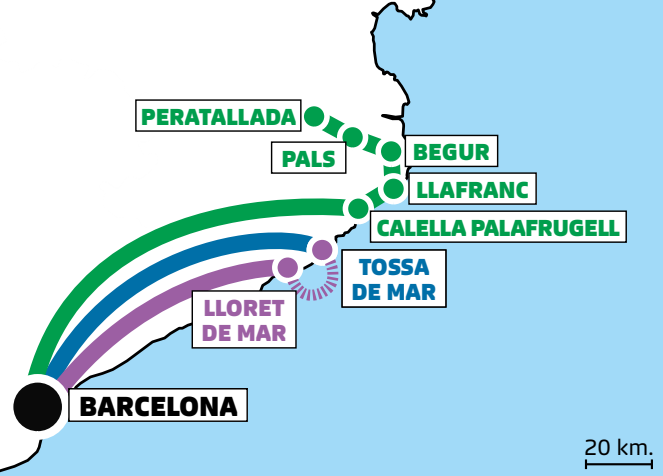 PERATALLADA
PALS
BEGUR
LLAFRANC
CALELLA PALAFRUGELL
TOSSA
DE MAR
LLORET
DE MAR
BARCELONA
20 km.